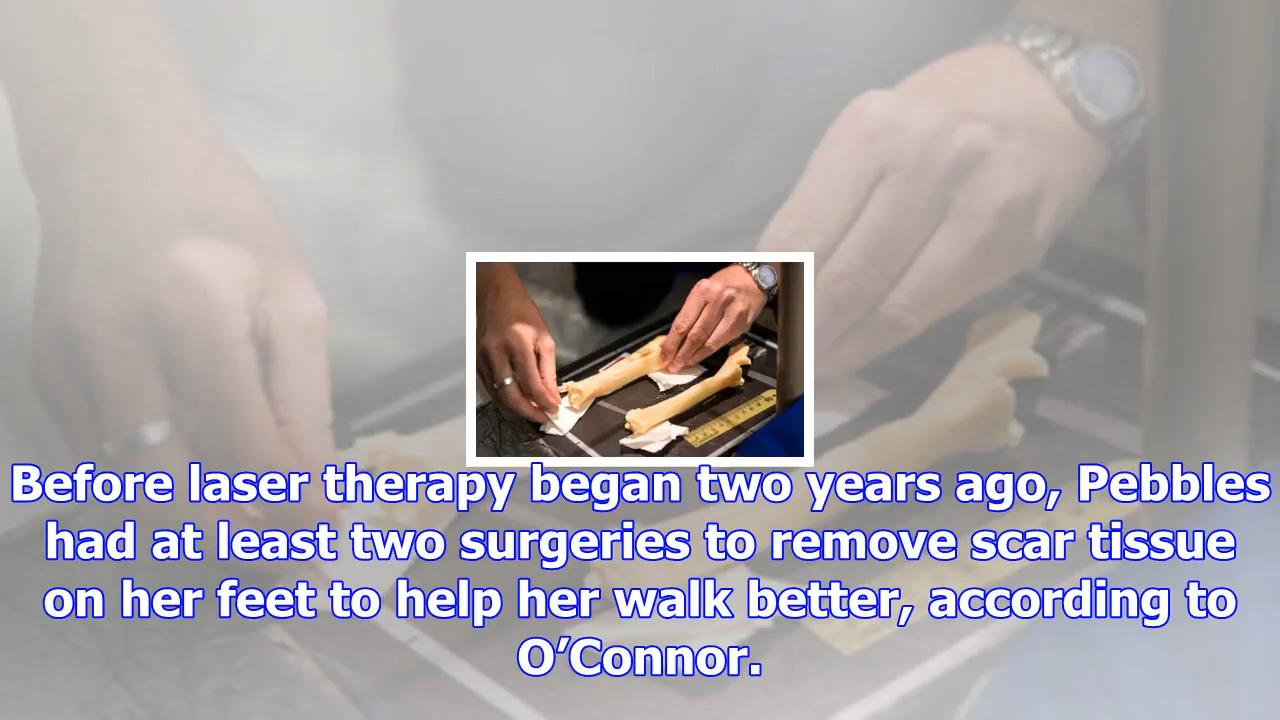 Before laser therapy began two years ago, Pebbles
had at least two surgeries to remove scar tissue
on her feet to help her walk better, according to
O’Connor.